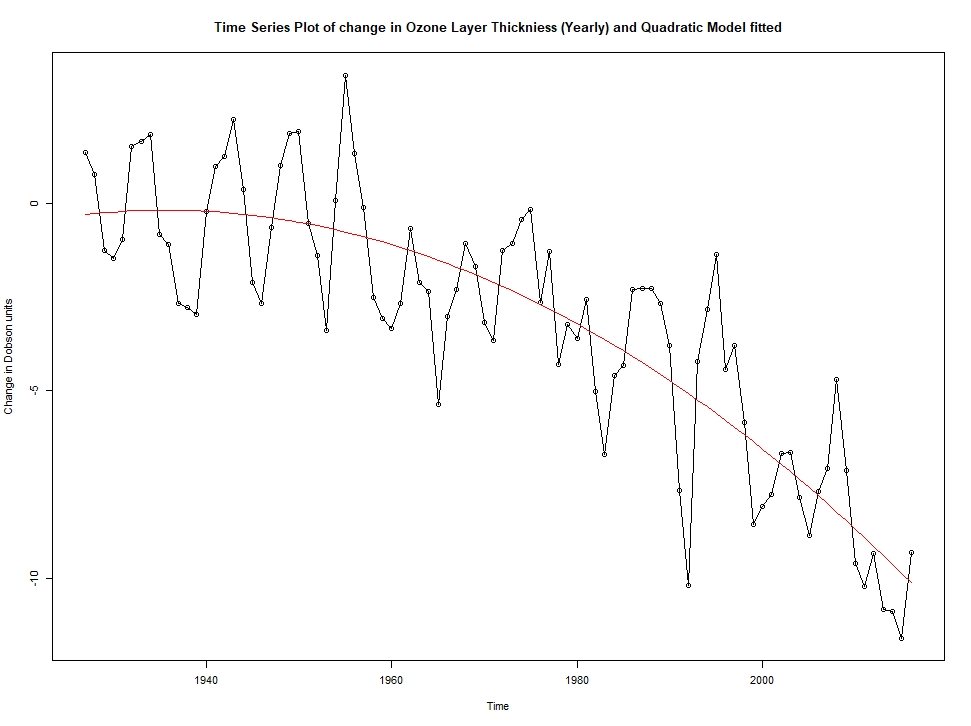 Time Series Plot of change in Ozone Layer Thickniess (Yearly) and Quadratic Model fitted
Change in Dobson units
0
-5
-10
1940 1960 1980 2000
Time